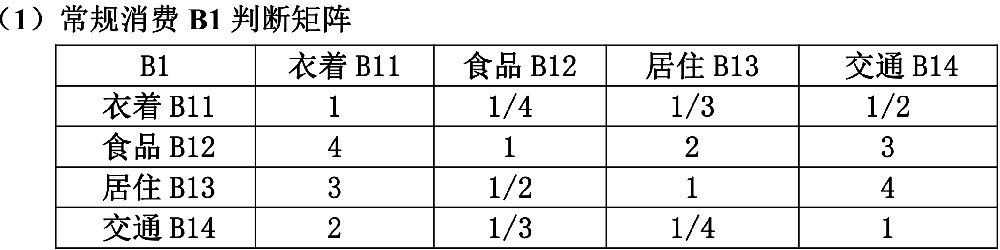 （1）常规消费 B1 判断矩阵
B1 衣着 B11 食品 B12 居住 B13 交通 B14
衣着 B11 1 1/4 1/3 1/2
食品 B12 4 1 2 3
居住 B13 3 1/2 1 4
交通 B14 2 1/3 1/4 1